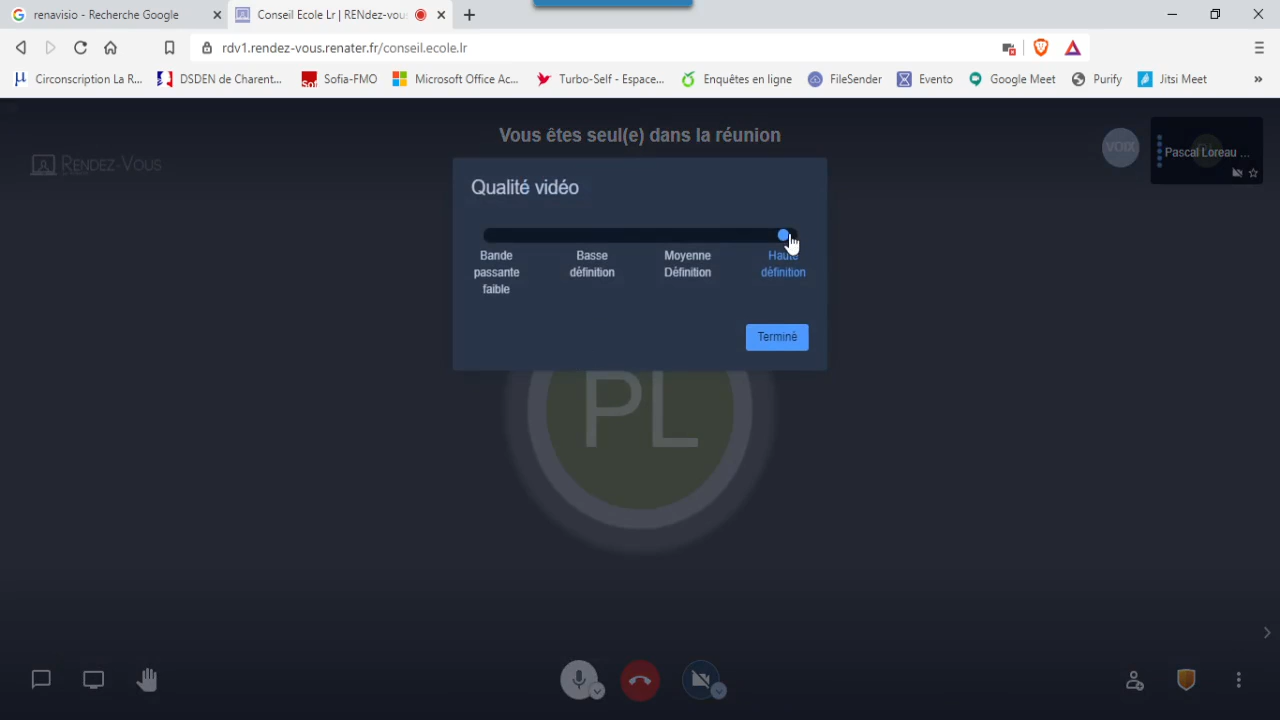 renavisio - Recherche Google
Conseil Ecole Lr | RENdez-vous
rdv1.rendez-vous.renater.fr/conseil.ecole.lr
Circonscription La R... DSDEN de Charent... Sofia-FMO Microsoft Office Ac... Turbo-Self - Espace... Enquêtes en ligne FileSender Evento Google Meet Purify Jitsi Meet »
Vous êtes seul(e) dans la réunion
RENDEZ-VOUS
VOIX
Pascal Loreau ...
Qualité vidéo
Bande passante faible
Basse définition
Moyenne Définition
Haute définition
Terminé
PL